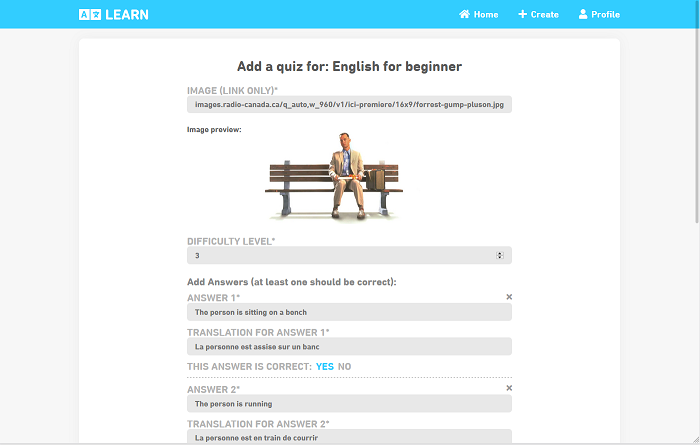 LEARN
Home
Create
Profile
Add a quiz for: English for beginner
IMAGE (LINK ONLY)*
images.radio-canada.ca/q_auto,w_960/v1/ici-premiere/16x9/forrest-gump-pluson.jpg
Image preview:
DIFFICULTY LEVEL*
3
Add Answers (at least one should be correct):
ANSWER 1*
The person is sitting on a bench
TRANSLATION FOR ANSWER 1*
La personne est assise sur un banc
THIS ANSWER IS CORRECT: YES NO
ANSWER 2*
The person is running
TRANSLATION FOR ANSWER 2*
La personne est en train de courrir